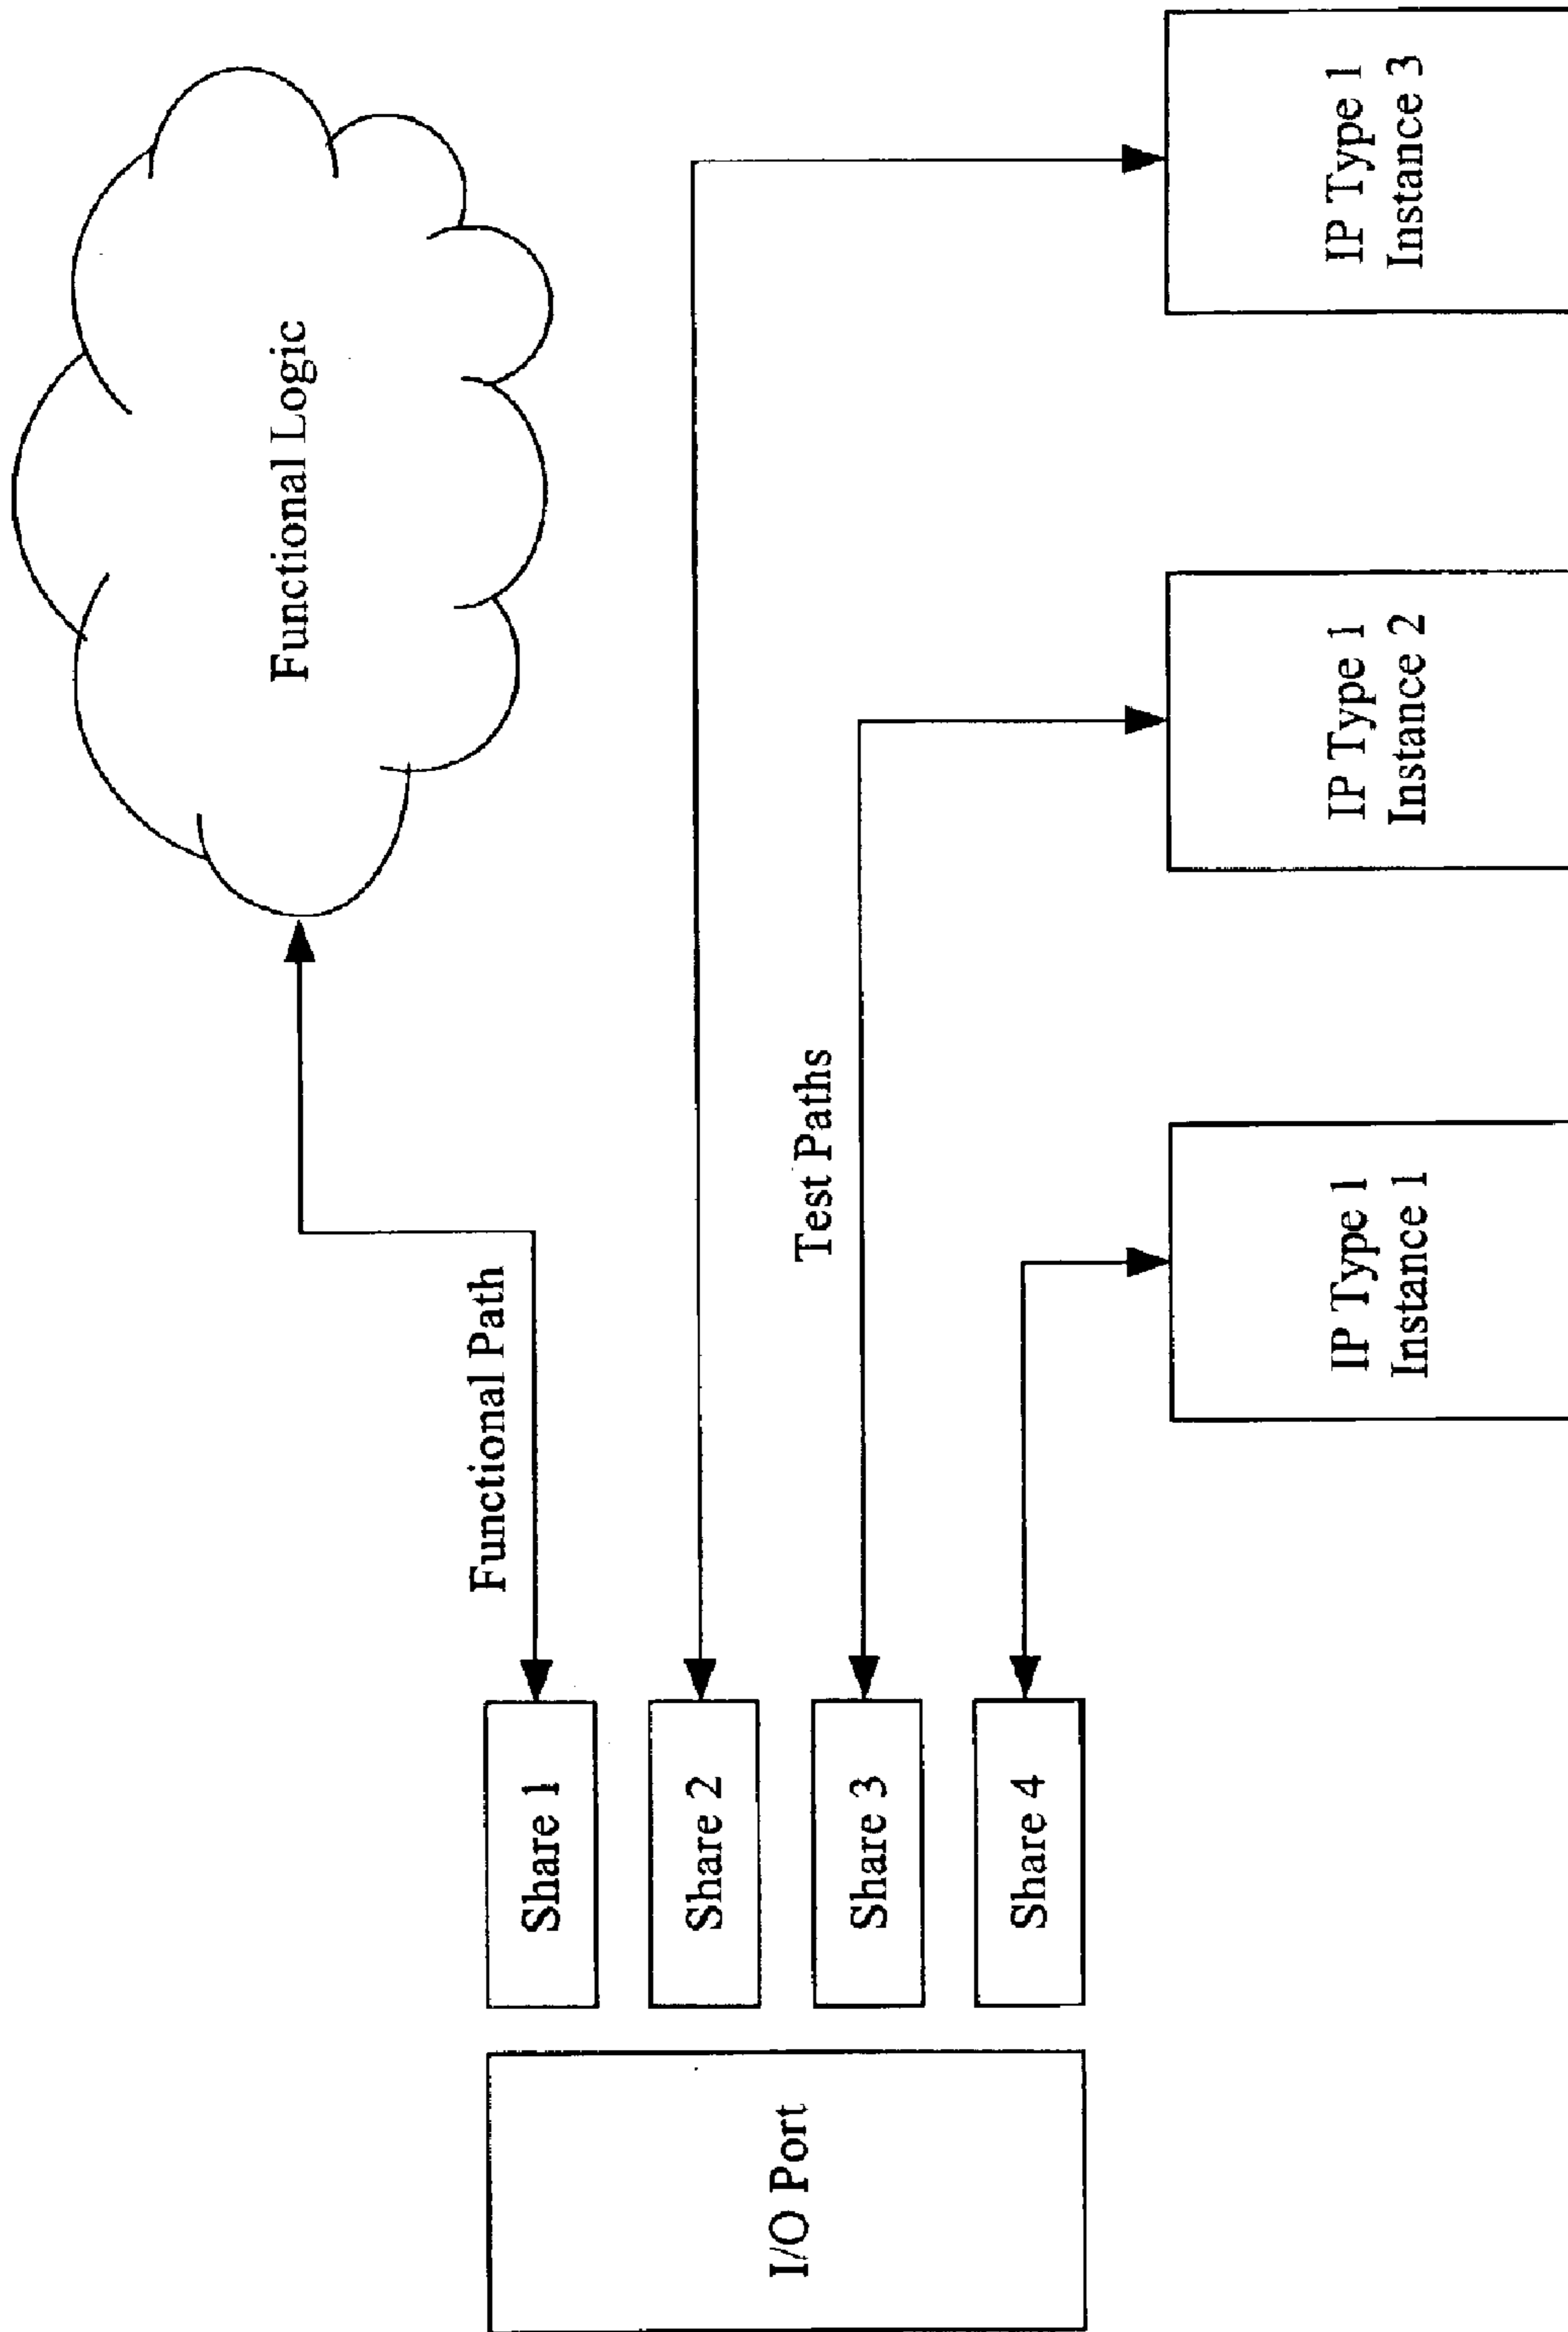 Functional Logic
Functional Path
Test Paths
I/O Port
Share 1
Share 2
Share 3
Share 4
IP Type 1
Instance 1
IP Type 1
Instance 2
IP Type 1
Instance 3